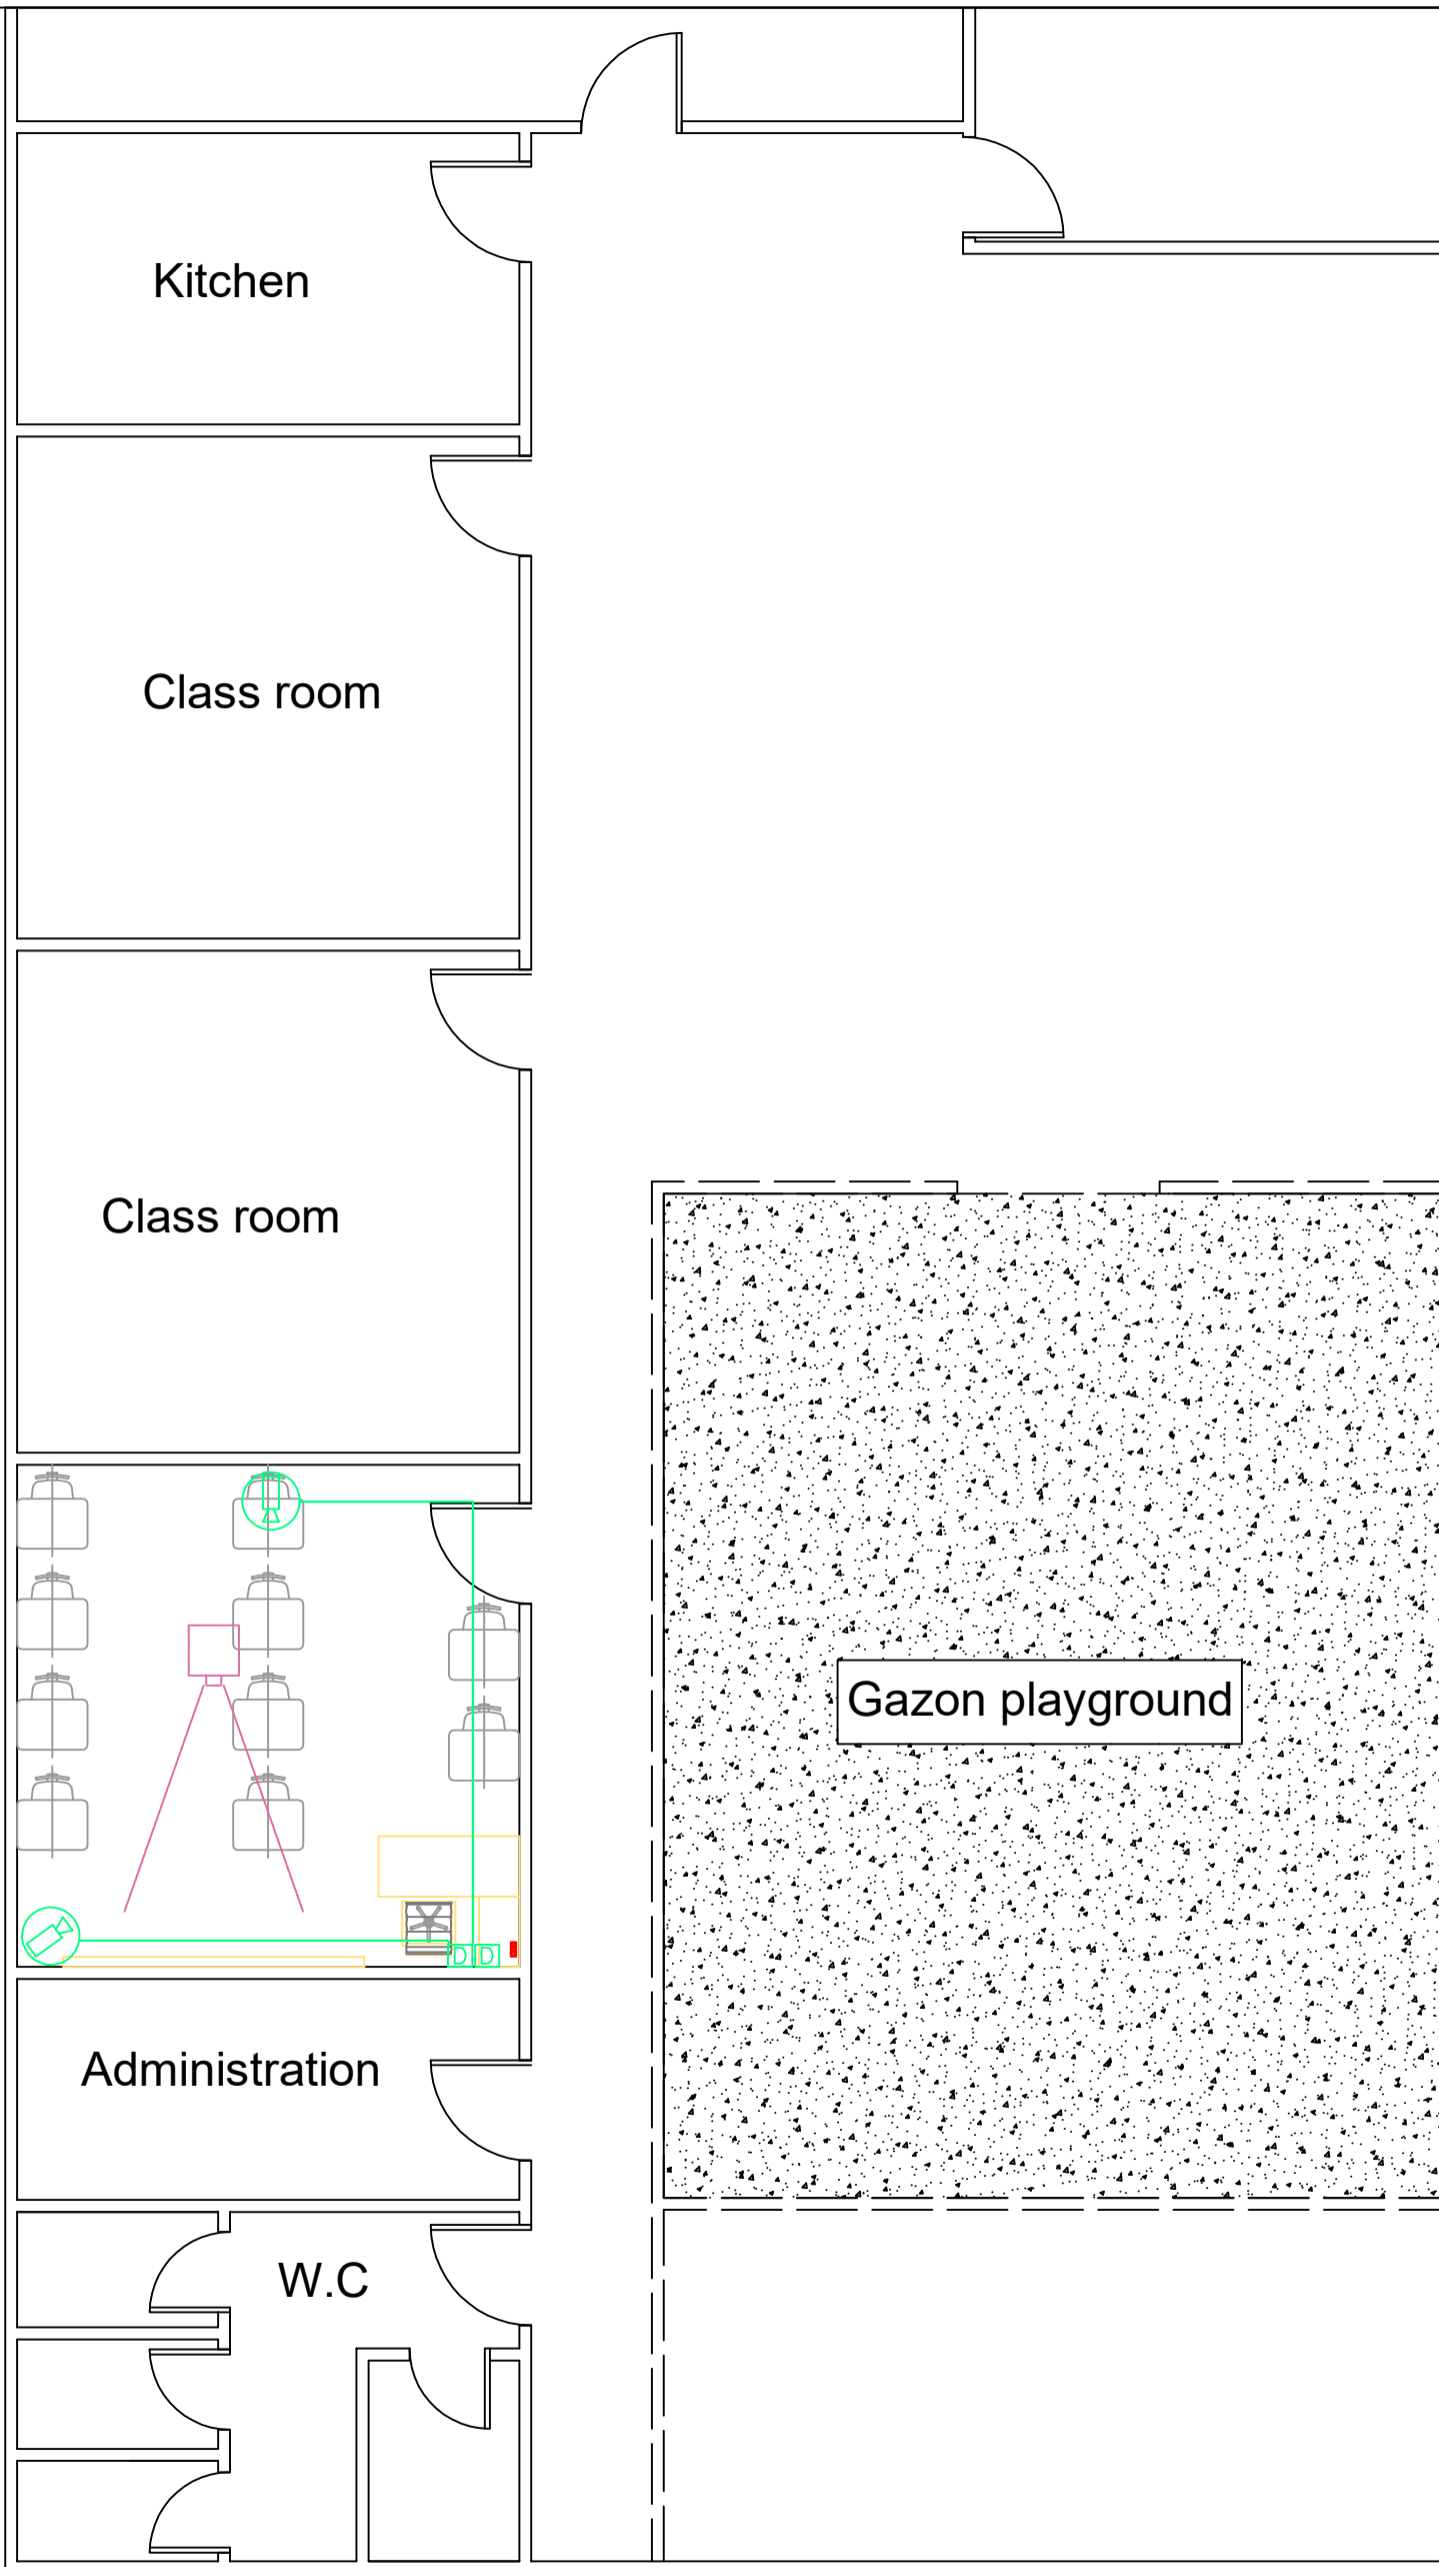 Kitchen
Class room
Class room
Gazon playground
D D
Administration
W.C